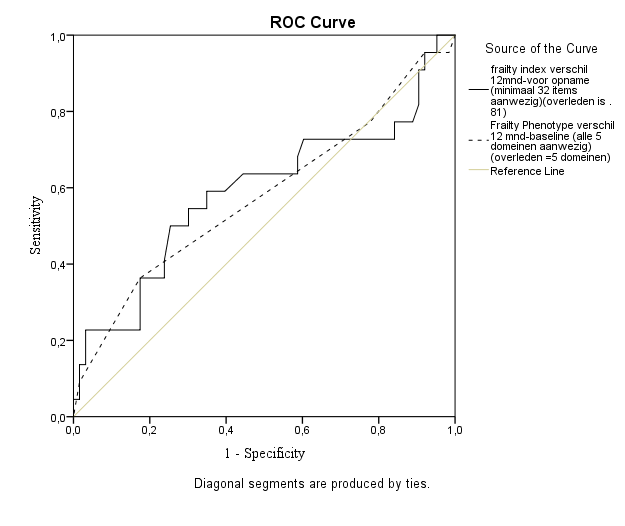 ROC Curve
Source of the Curve
frailty index verschil
12mnd-voor opname
(minimaal 32 items
aanwezig)(overleden is .
81)
Frailty Phenotype verschil
12 mnd-baseline (alle 5
domeinen aanwezig)
(overleden =5 domeinen)
Reference Line
Sensitivity
1,0
0,8
0,6
0,4
0,2
0,0
0,0 0,2 0,4 0,6 0,8 1,0
1 - Specificity
Diagonal segments are produced by ties.